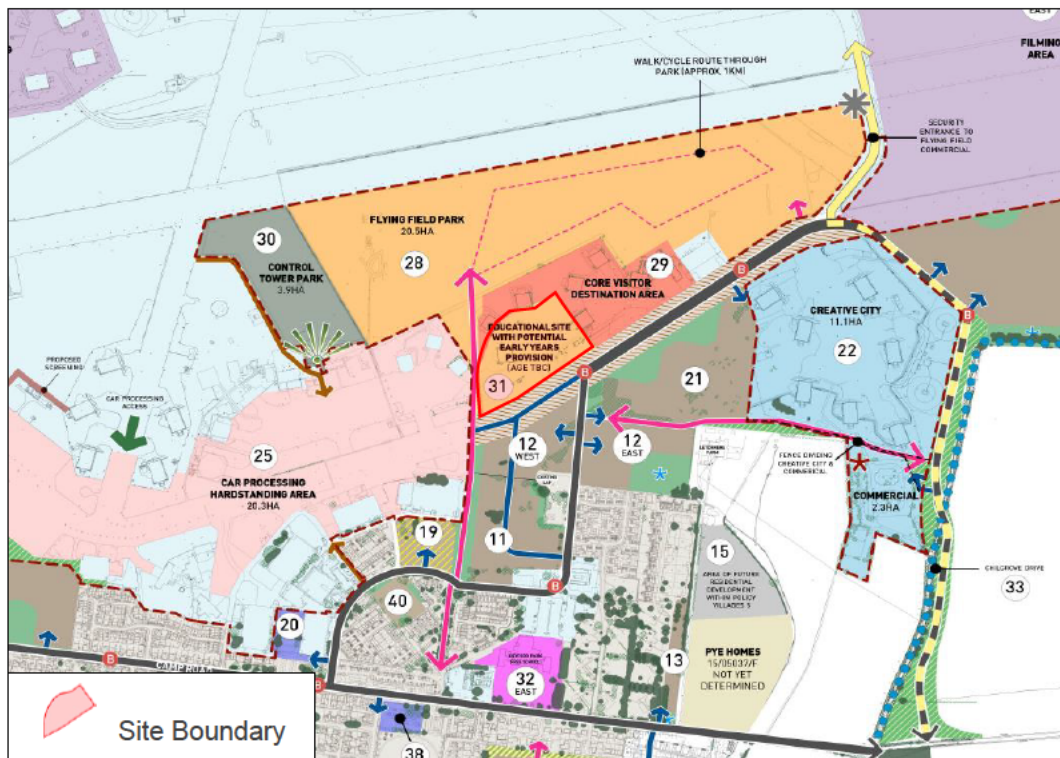 EAST
FILMING
AREA
WALK/CYCLE ROUTE THROUGH
PARK (APPROX. 1KM)
SECURITY
ENTRANCE TO
FLYING FIELD
COMMERCIAL
FLYING FIELD PARK
20.5HA
28
30
CONTROL
TOWER PARK
3.9HA
29
CORE VISITOR
DESTINATION AREA
B
CREATIVE CITY
11.1HA
22
B
EDUCATIONAL SITE
WITH POTENTIAL
EARLY YEARS
PROVISION
(AGE TBC)
31
PROPOSED
SCREENING
CAR PROCESSING
ACCESS
B
21
12
WEST
12
EAST
25
CAR PROCESSING
HARDSTANDING AREA
20.3HA
FENCE DIVIDING
CREATIVE CITY &
COMMERCIAL
COMMERCIAL
2.3HA
19
11
15
AREA OF FUTURE
RESIDENTIAL
DEVELOPMENT
WITHIN POLICY
VILLAGES 5
CHILGROVE DRIVE
33
B
40
20
PYE HOMES
15/05037/F
NOT YET
DETERMINED
13
32
EAST
B
CAMP ROAD
B
38
Site Boundary